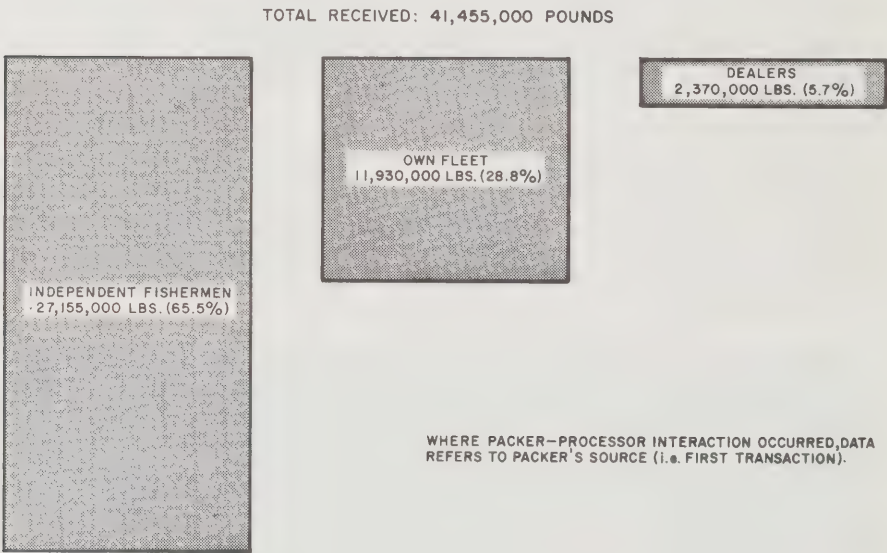 TOTAL RECEIVED: 41,455,000 POUNDS
DEALERS
2,370,000 LBS. (5.7%)
OWN FLEET
11,930,000 LBS. (28.8%)
INDEPENDENT FISHERMEN
27,155,000 LBS. (65.5%)
WHERE PACKER-PROCESSOR INTERACTION OCCURRED, DATA
REFERS TO PACKER'S SOURCE (i.e. FIRST TRANSACTION).